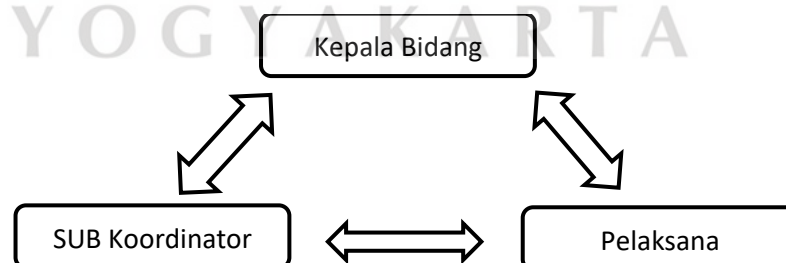 YOGYAKARTA
Kepala Bidang
SUB Koordinator
Pelaksana